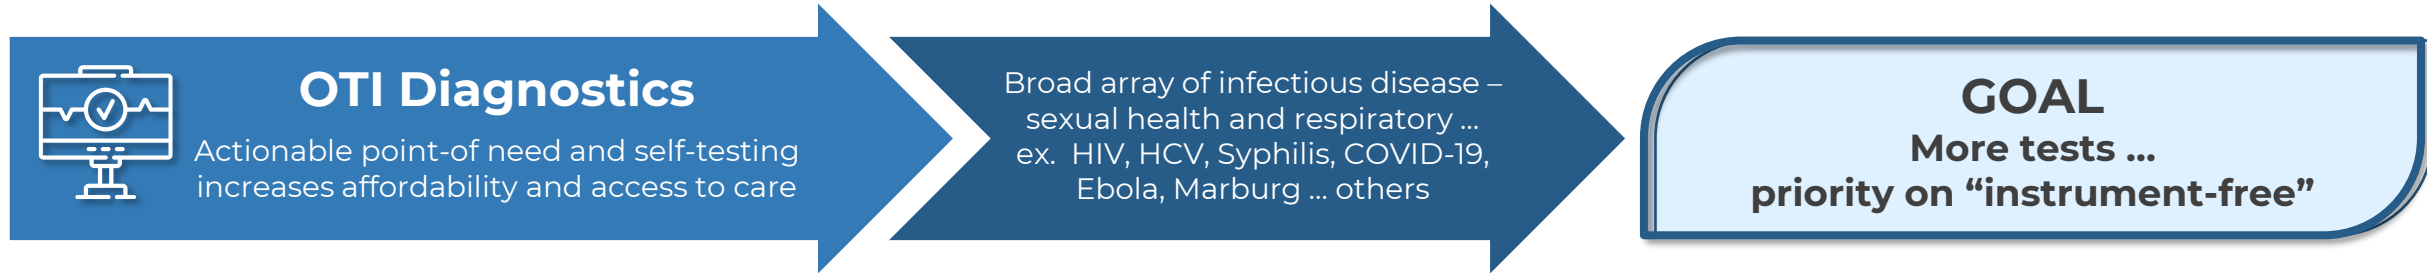 OTI Diagnostics
Actionable point-of need and self-testing
increases affordability and access to care
Broad array of infectious disease –
sexual health and respiratory ...
ex.  HIV, HCV, Syphilis, COVID-19,
Ebola, Marburg ... others
GOAL
More tests ...
priority on “instrument-free”